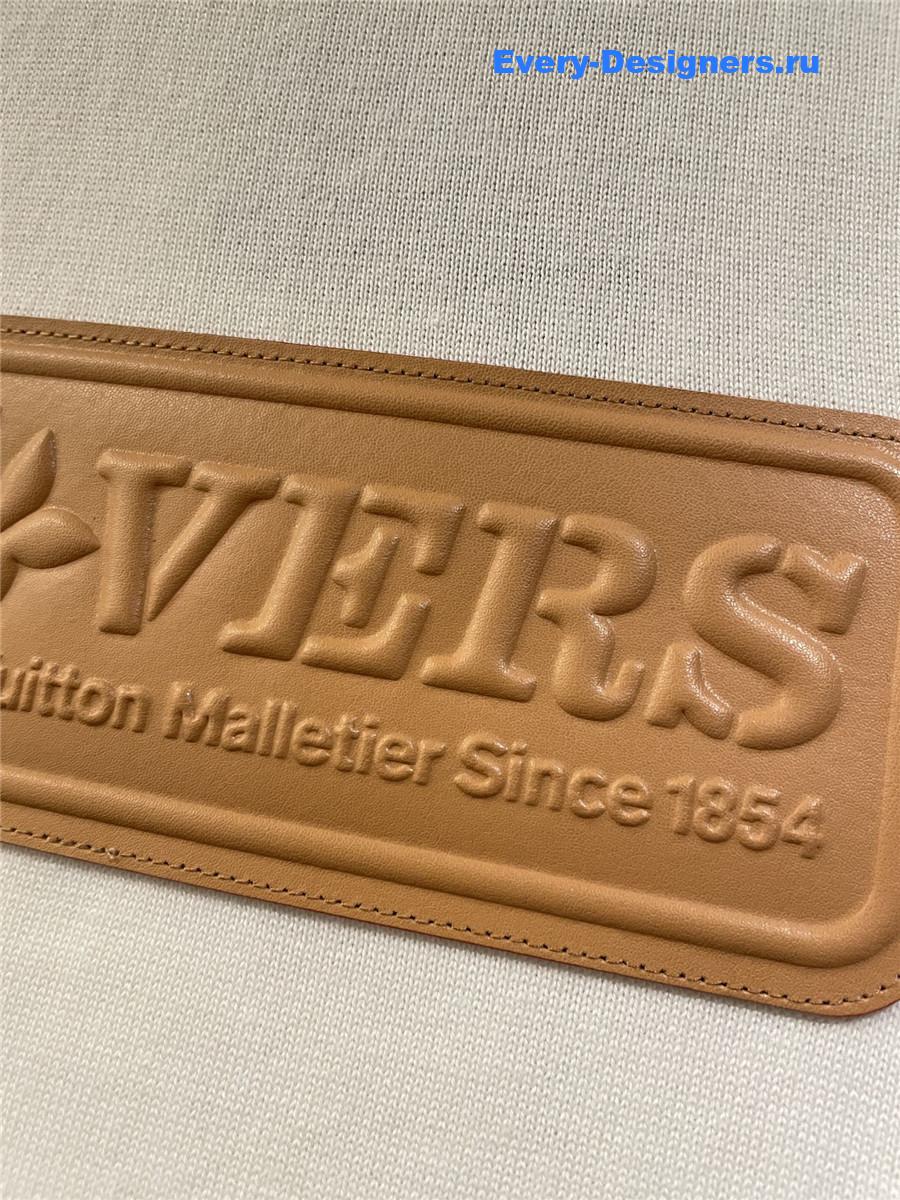 Every-Designers.ru
VERS
uitton Malletier Since 1854